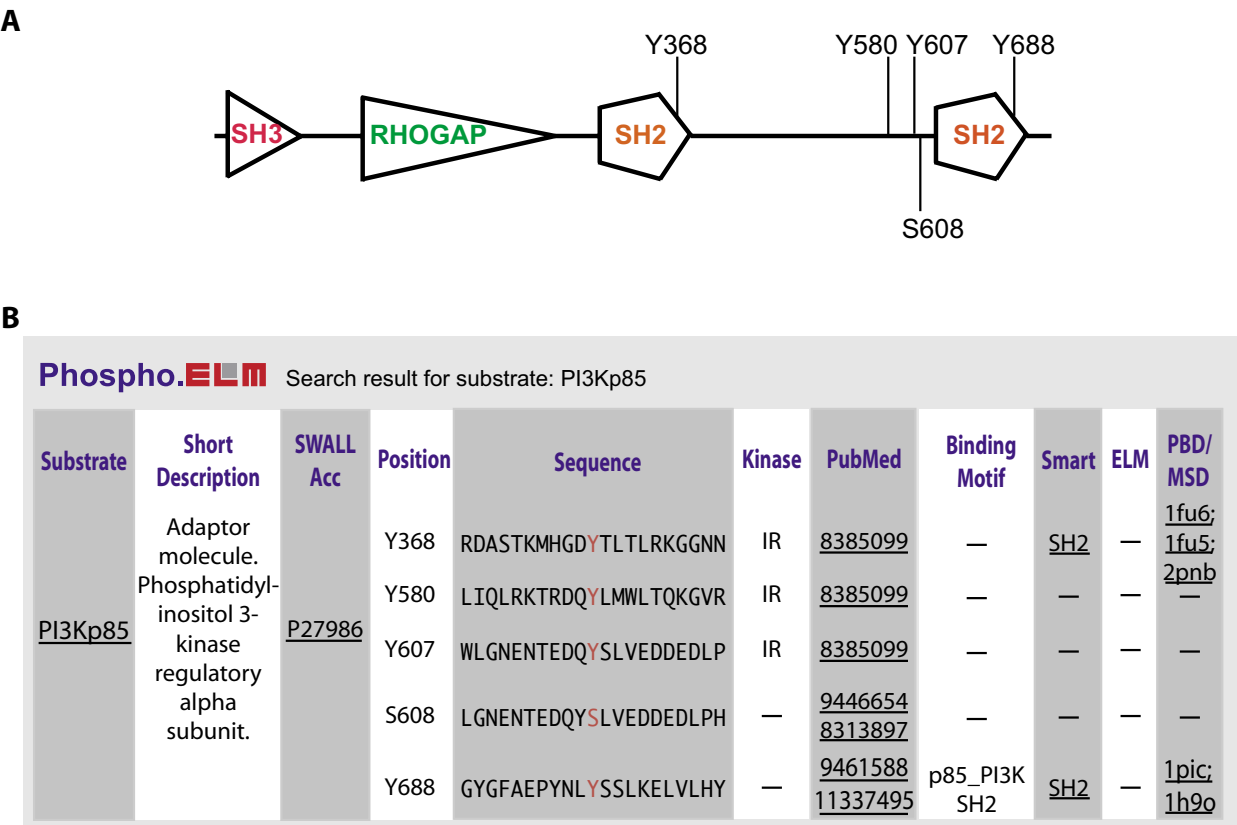 A
Y368
Y580 Y607 Y688
SH3 RHOGAP SH2 SH2
S608
B
Phospho.ELM Search result for substrate: PI3Kp85
Substrate
Short
Description
SWALL
Acc
Position
Sequence
Kinase
PubMed
Binding
Motif
Smart
ELM
PBD/
MSD
PI3Kp85
Adaptor
molecule.
Phosphatidyl-
inositol 3-
kinase
regulatory
alpha
subunit.
P27986
Y368 RDASTKMHGDYTLTLRKGGNN IR 8385099 — SH2 — 1fu6;
1fu5;
2pnb
Y580 LIQLRKTRDQYLMWLTQKGVR IR 8385099 — — — —
Y607 WLGNENTEDQYSLVEDDEDLP IR 8385099 — — — —
S608 LGNENTEDQYSLVEDDEDLPH — 9446654
8313897 — — — —
Y688 GYGFAEPYNLYSSLKELVLHY — 9461588
11337495 p85_PI3K
SH2 SH2 — 1pic;
1h9o